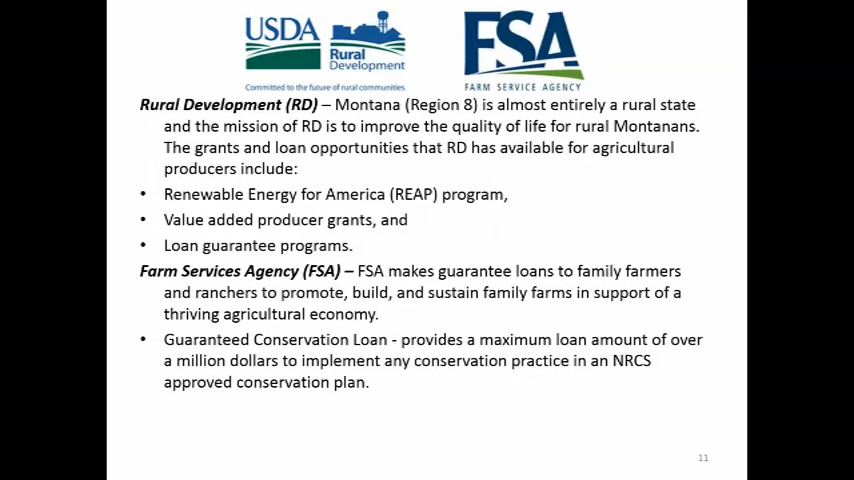 USDA
Rural
Development
Committed to the future of rural communities
FSA
FARM SERVICE AGENCY
Rural Development (RD) – Montana (Region 8) is almost entirely a rural state
and the mission of RD is to improve the quality of life for rural Montanans.
The grants and loan opportunities that RD has available for agricultural
producers include:
• Renewable Energy for America (REAP) program,
• Value added producer grants, and
• Loan guarantee programs.
Farm Services Agency (FSA) – FSA makes guarantee loans to family farmers
and ranchers to promote, build, and sustain family farms in support of a
thriving agricultural economy.
• Guaranteed Conservation Loan - provides a maximum loan amount of over
a million dollars to implement any conservation practice in an NRCS
approved conservation plan.
11